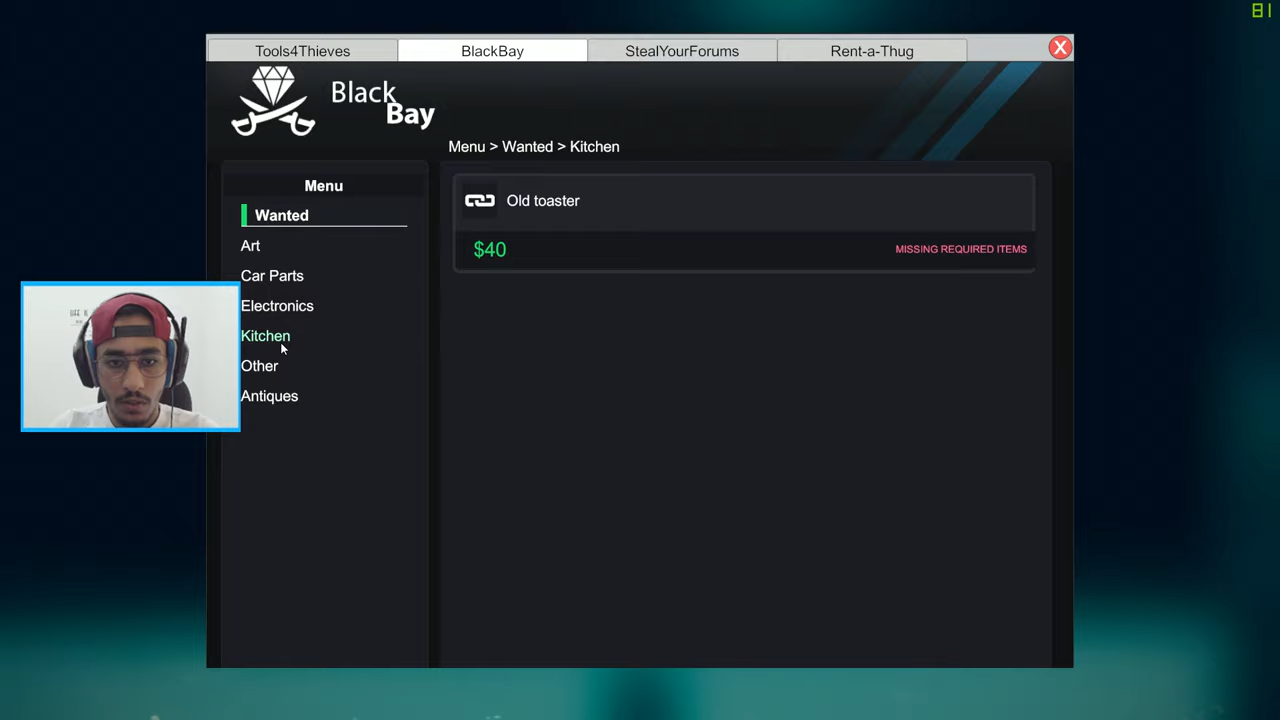 81
Tools4Thieves
BlackBay
StealYourForums
Rent-a-Thug
X
Black
Bay
Menu > Wanted > Kitchen
Menu
Wanted
Art
Car Parts
Electronics
Kitchen
Other
Antiques
Old toaster
$40
MISSING REQUIRED ITEMS